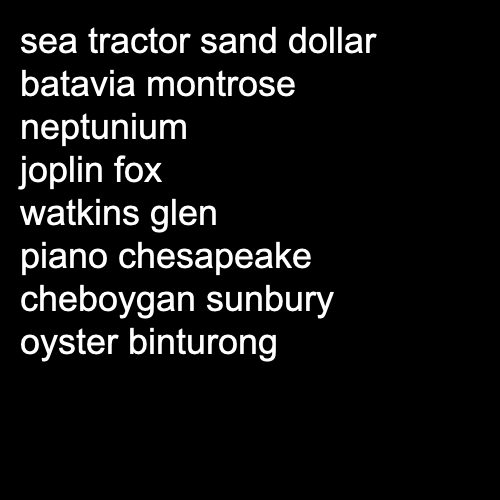 sea tractor sand dollar
batavia montrose
neptunium
joplin fox
watkins glen
piano chesapeake
cheboygan sunbury
oyster binturong